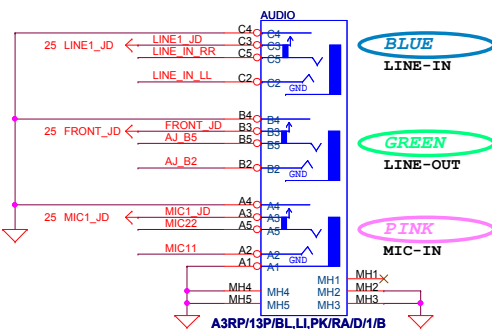 AUDIO
C4 C4
25 LINE1_JD LINE1_JD C3 C3
LINE_IN_RR C5 C5
BLUE
LINE-IN
LINE_IN_LL C2 C2
GND
B4 B4
25 FRONT_JD FRONT_JD B3 B3
AJ_B5 B5 B5
GREEN
LINE-OUT
AJ_B2 B2 B2
GND
A4 A4
25 MIC1_JD MIC1_JD A3 A3
MIC22 A5 A5
PINK
MIC-IN
MIC11 A2 A2
GND
A1 A1
MH1 MH1
MH4 MH4 MH2 MH2
MH5 MH5 MH3 MH3
A3RP/13P/BL,LI,PK/RA/D/1/B